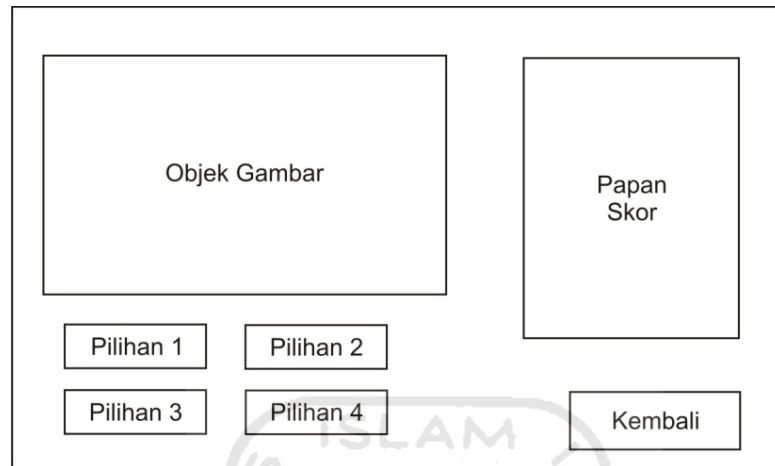 Objek Gambar
Papan
Skor
Pilihan 1
Pilihan 2
Pilihan 3
Pilihan 4
Kembali
ISLAM